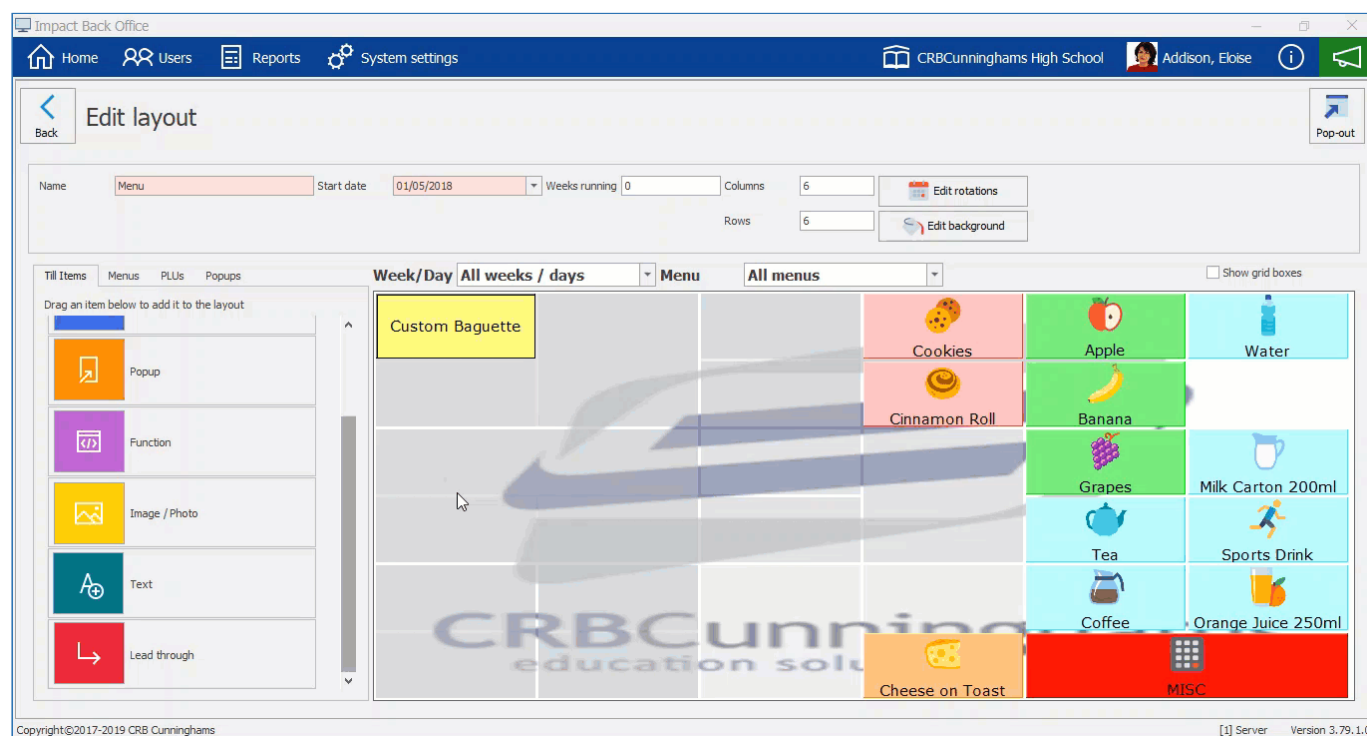 Impact Back Office
Home Users Reports System settings CRBCunninghams High School Addison, Eloise
Back Edit layout Pop-out
Name Menu Start date 01/05/2018 Weeks running 0 Columns 6 Edit rotations
Rows 6 Edit background
Till Items Menus PLUs Popups Week/Day All weeks / days Menu All menus Show grid boxes
Drag an item below to add it to the layout
Custom Baguette
Cookies Apple Water
Popup
Cinnamon Roll Banana
Function
Grapes Milk Carton 200ml
Image / Photo
Tea Sports Drink
Text
Coffee Orange Juice 250ml
CRBCunning
education solu
Lead through
Cheese on Toast MISC
Copyright©2017-2019 CRB Cunninghams [1] Server Version 3.79.1.0